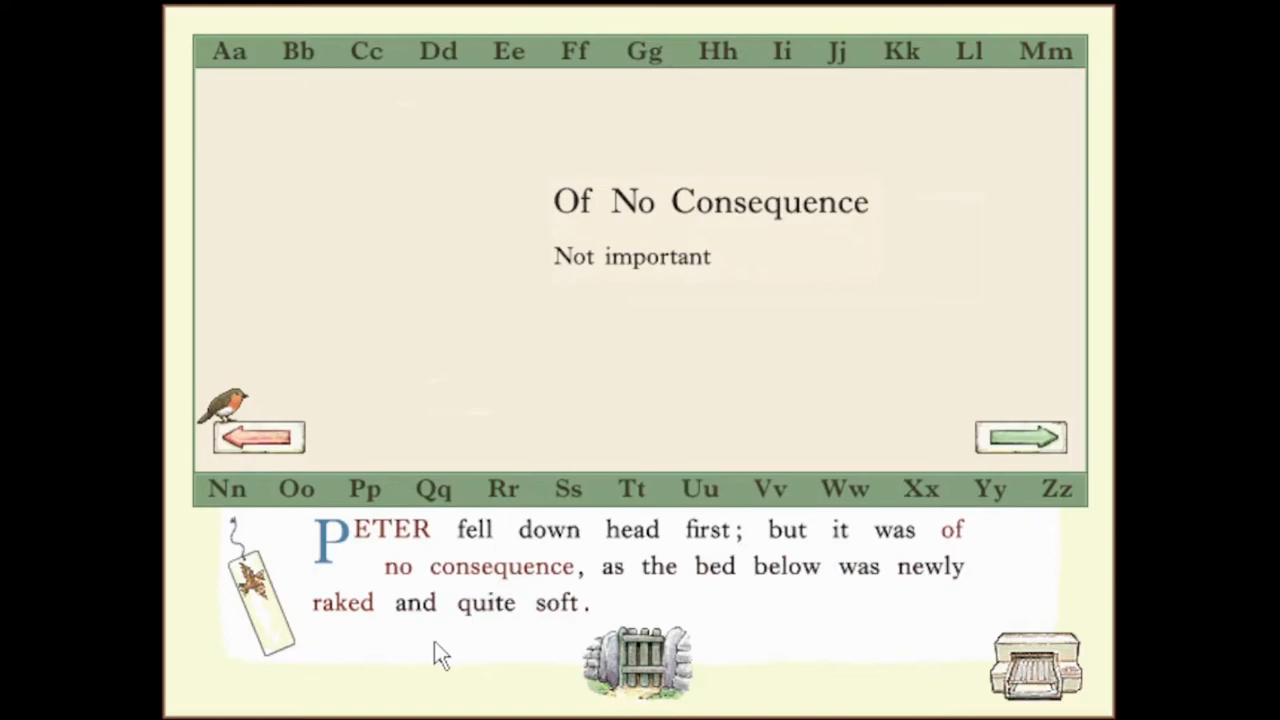 Aa Bb Cc Dd Ee Ff Gg Hh Ii Jj Kk Ll Mm
Of No Consequence
Not important
Nn Oo Pp Qq Rr Ss Tt Uu Vv Ww Xx Yy Zz
PETER fell down head first; but it was of
no consequence, as the bed below was newly
raked and quite soft.